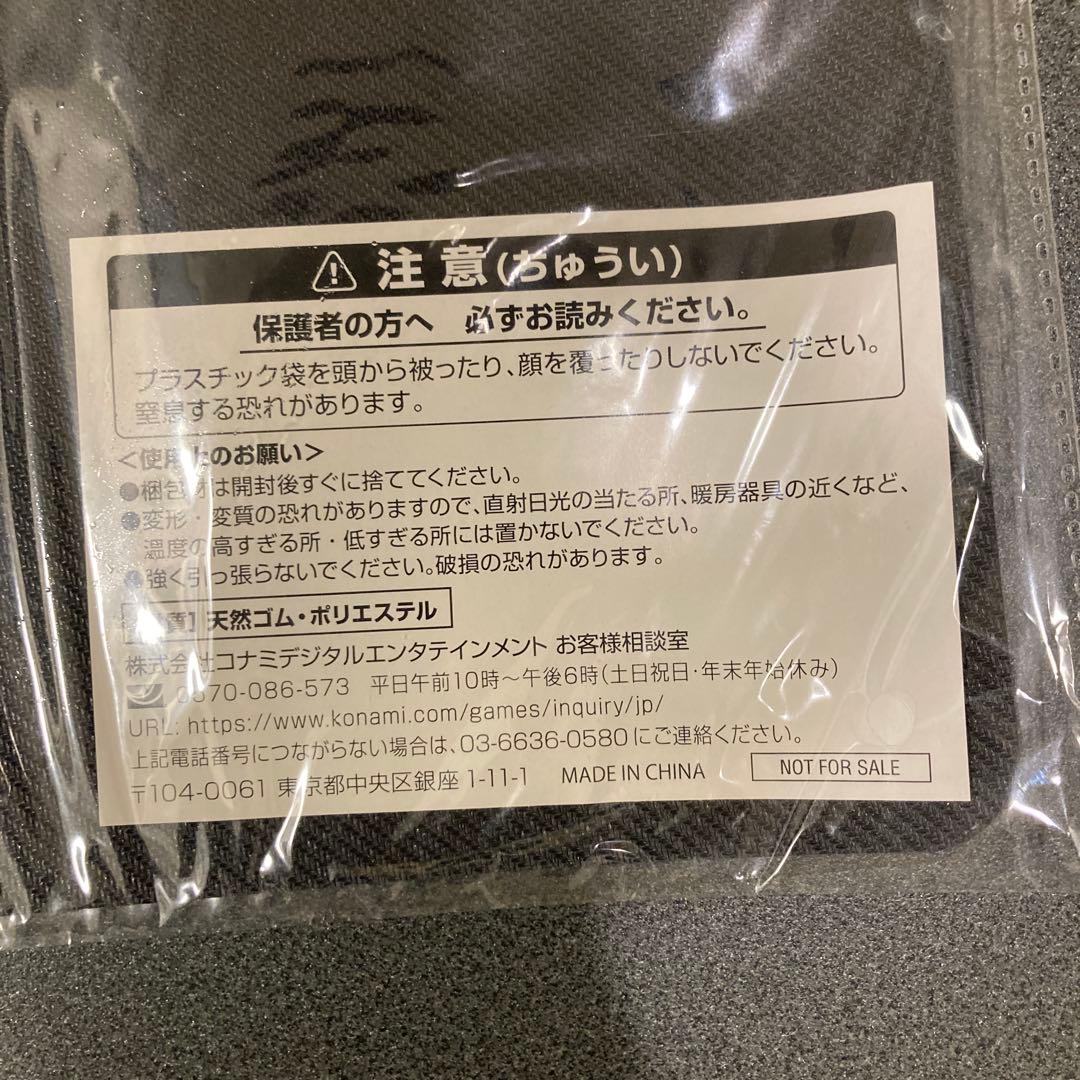 注意(ちゅうい)
保護者の方へ 必ずお読みください。
プラスチック袋を頭から被ったり、顔を覆ったりしないでください。
窒息する恐れがあります。
<使用上のお願い>
●梱包材は開封後すぐに捨ててください。
●変形・変質の恐れがありますので、直射日光の当たる所、暖房器具の近くなど、
温度の高すぎる所・低すぎる所には置かないでください。
●強く引っ張らないでください。破損の恐れがあります。
質] 天然ゴム・ポリエステル
株式会社コナミデジタルエンタテインメント お客様相談室
0570-086-573 平日午前10時～午後6時(土日祝日・年末年始休み)
URL: https://www.konami.com/games/inquiry/jp/
上記電話番号につながらない場合は、03-6636-0580にご連絡ください。
〒104-0061 東京都中央区銀座 1-11-1 MADE IN CHINA NOT FOR SALE